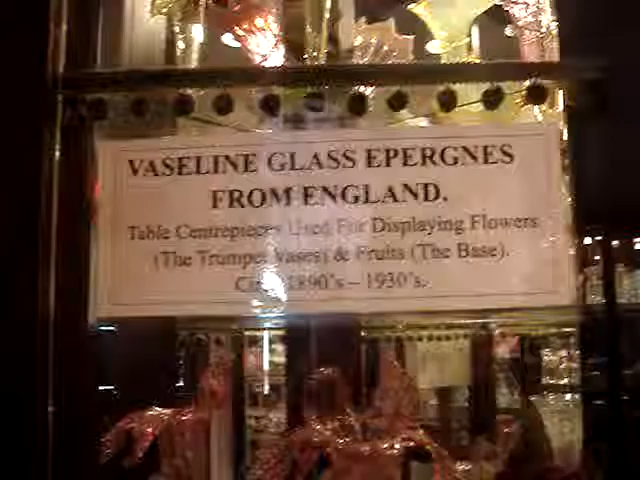 VASELINE GLASS EPERGNES
FROM ENGLAND.
Table Centrepieces Used For Displaying Flowers
(The Trumpet Vases) & Fruits (The Base).
1890's – 1930's.